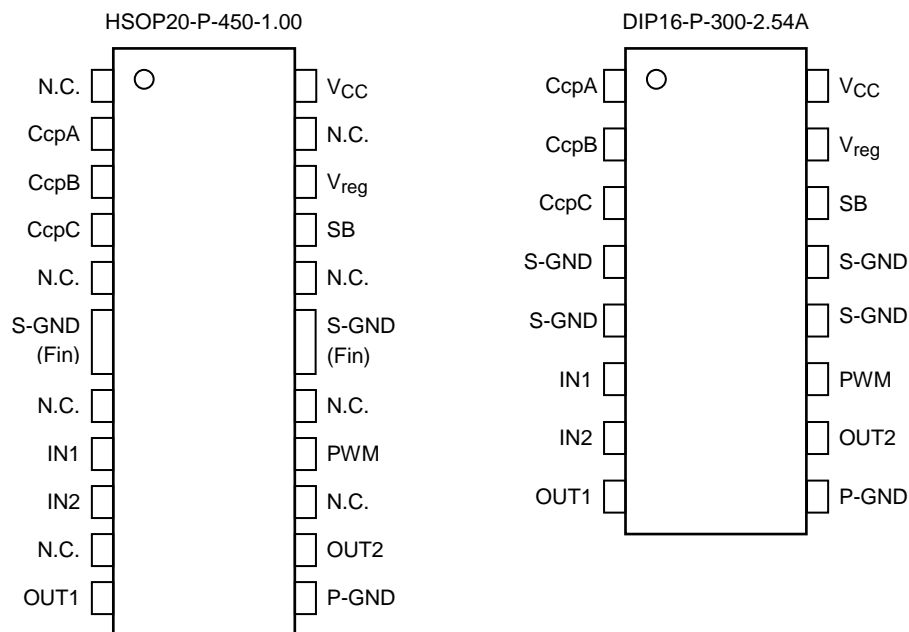 HSOP20-P-450-1.00
N.C.
CcpA
CcpB
CcpC
N.C.
S-GND
(Fin)
N.C.
IN1
IN2
N.C.
OUT1
VCC
N.C.
Vreg
SB
N.C.
S-GND
(Fin)
N.C.
PWM
N.C.
OUT2
P-GND
DIP16-P-300-2.54A
CcpA
CcpB
CcpC
S-GND
S-GND
IN1
IN2
OUT1
VCC
Vreg
SB
S-GND
S-GND
PWM
OUT2
P-GND